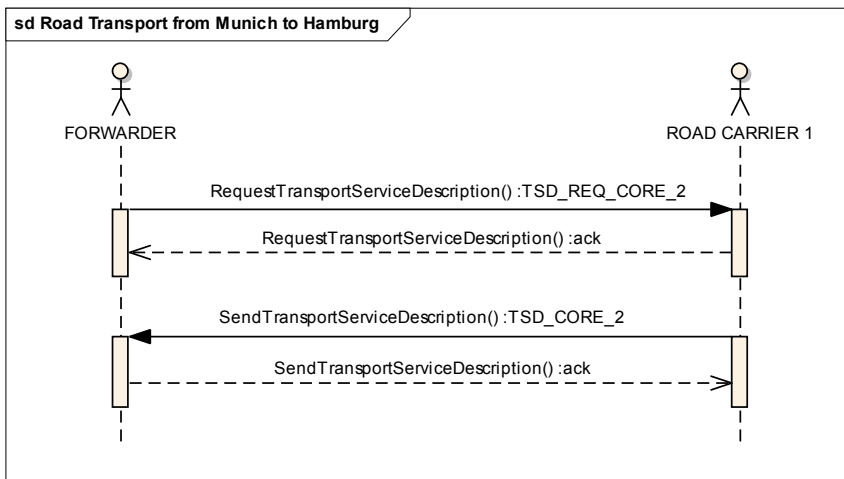 sd Road Transport from Munich to Hamburg
FORWARDER
ROAD CARRIER 1
RequestTransportServiceDescription() :TSD_REQ_CORE_2
RequestTransportServiceDescription() :ack
SendTransportServiceDescription() :TSD_CORE_2
SendTransportServiceDescription() :ack